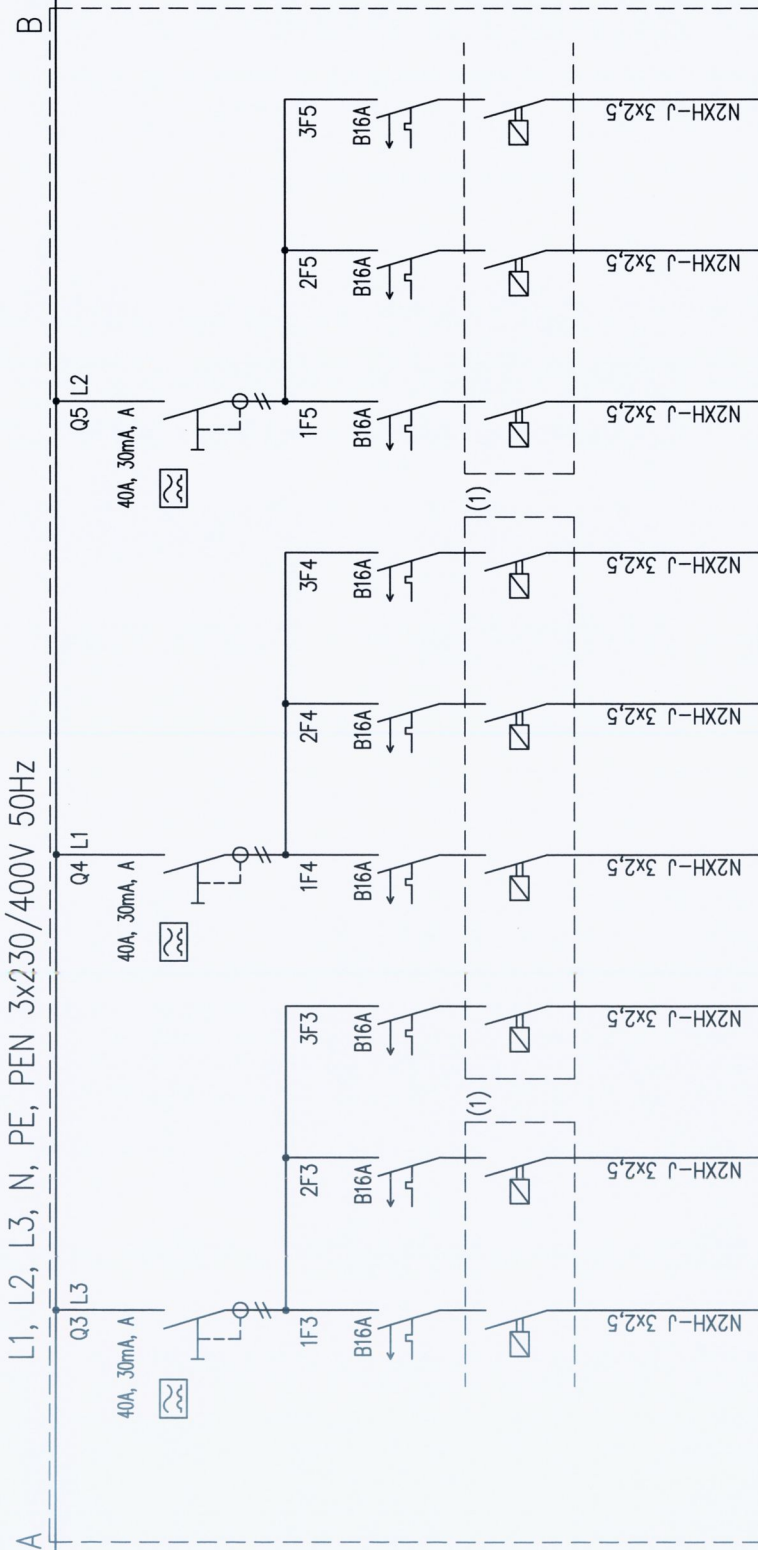 A
L1, L2, L3, N, PE, PEN 3x230/400V 50Hz
B
Q3 L3
40A, 30mA, A
Q4 L1
40A, 30mA, A
Q5 L2
40A, 30mA, A
1F3
2F3
3F3
1F4
2F4
3F4
1F5
2F5
3F5
B16A
B16A
B16A
B16A
B16A
B16A
B16A
B16A
B16A
(1)
(1)
N2XH-J 3x2,5
N2XH-J 3x2,5
N2XH-J 3x2,5
N2XH-J 3x2,5
N2XH-J 3x2,5
N2XH-J 3x2,5
N2XH-J 3x2,5
N2XH-J 3x2,5
N2XH-J 3x2,5